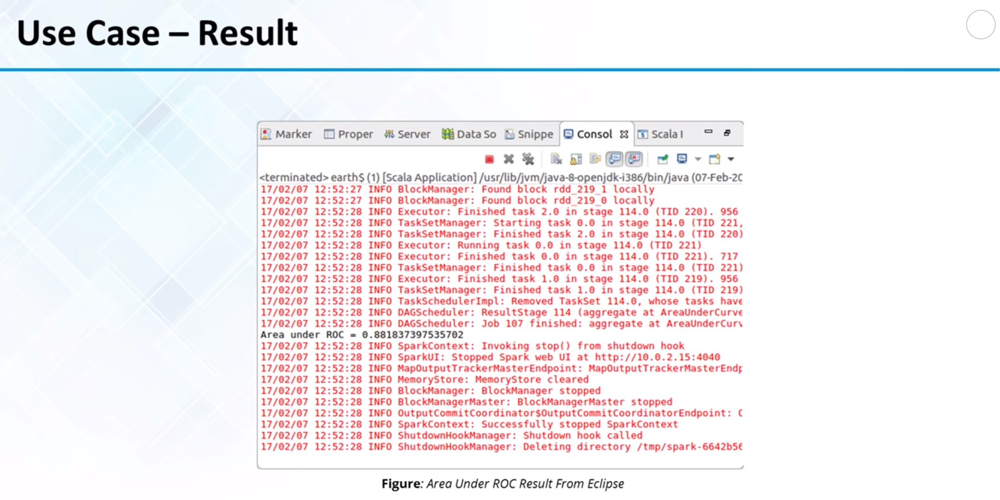 Use Case – Result
Marker Proper Server Data So Snippe Consol Scala I
<terminated> earth$ (1) [Scala Application] /usr/lib/jvm/java-8-openjdk-i386/bin/java (07-Feb-20
17/02/07 12:52:27 INFO BlockManager: Found block rdd_219_1 locally
17/02/07 12:52:27 INFO BlockManager: Found block rdd_219_0 locally
17/02/07 12:52:28 INFO Executor: Finished task 2.0 in stage 114.0 (TID 220). 956
17/02/07 12:52:28 INFO TaskSetManager: Starting task 0.0 in stage 114.0 (TID 221,
17/02/07 12:52:28 INFO TaskSetManager: Finished task 2.0 in stage 114.0 (TID 220)
17/02/07 12:52:28 INFO Executor: Running task 0.0 in stage 114.0 (TID 221)
17/02/07 12:52:28 INFO Executor: Finished task 0.0 in stage 114.0 (TID 221). 717
17/02/07 12:52:28 INFO TaskSetManager: Finished task 0.0 in stage 114.0 (TID 221)
17/02/07 12:52:28 INFO Executor: Finished task 1.0 in stage 114.0 (TID 219). 956
17/02/07 12:52:28 INFO TaskSetManager: Finished task 1.0 in stage 114.0 (TID 219)
17/02/07 12:52:28 INFO TaskSchedulerImpl: Removed TaskSet 114.0, whose tasks have
17/02/07 12:52:28 INFO DAGScheduler: ResultStage 114 (aggregate at AreaUnderCurve
17/02/07 12:52:28 INFO DAGScheduler: Job 107 finished: aggregate at AreaUnderCurv
Area under ROC = 0.881837397535702
17/02/07 12:52:28 INFO SparkContext: Invoking stop() from shutdown hook
17/02/07 12:52:28 INFO SparkUI: Stopped Spark web UI at http://10.0.2.15:4040
17/02/07 12:52:28 INFO MapOutputTrackerMasterEndpoint: MapOutputTrackerMasterEndp
17/02/07 12:52:28 INFO MemoryStore: MemoryStore cleared
17/02/07 12:52:28 INFO BlockManager: BlockManager stopped
17/02/07 12:52:28 INFO BlockManagerMaster: BlockManagerMaster stopped
17/02/07 12:52:28 INFO OutputCommitCoordinator$OutputCommitCoordinatorEndpoint:
17/02/07 12:52:28 INFO SparkContext: Successfully stopped SparkContext
17/02/07 12:52:28 INFO ShutdownHookManager: Shutdown hook called
17/02/07 12:52:28 INFO ShutdownHookManager: Deleting directory /tmp/spark-6642b56
Figure: Area Under ROC Result From Eclipse